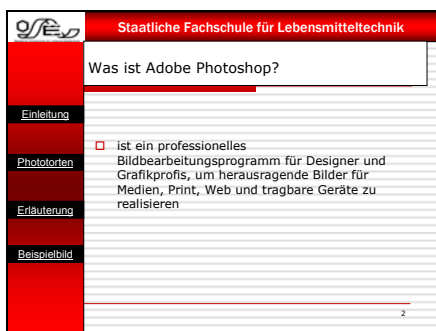 Staatliche Fachschule für Lebensmitteltechnik
Was ist Adobe Photoshop?
Einleitung
Phototorten
Erläuterung
Beispielbild
ist ein professionelles
Bildbearbeitungsprogramm für Designer und
Grafikprofis, um herausragende Bilder für
Medien, Print, Web und tragbare Geräte zu
realisieren
2